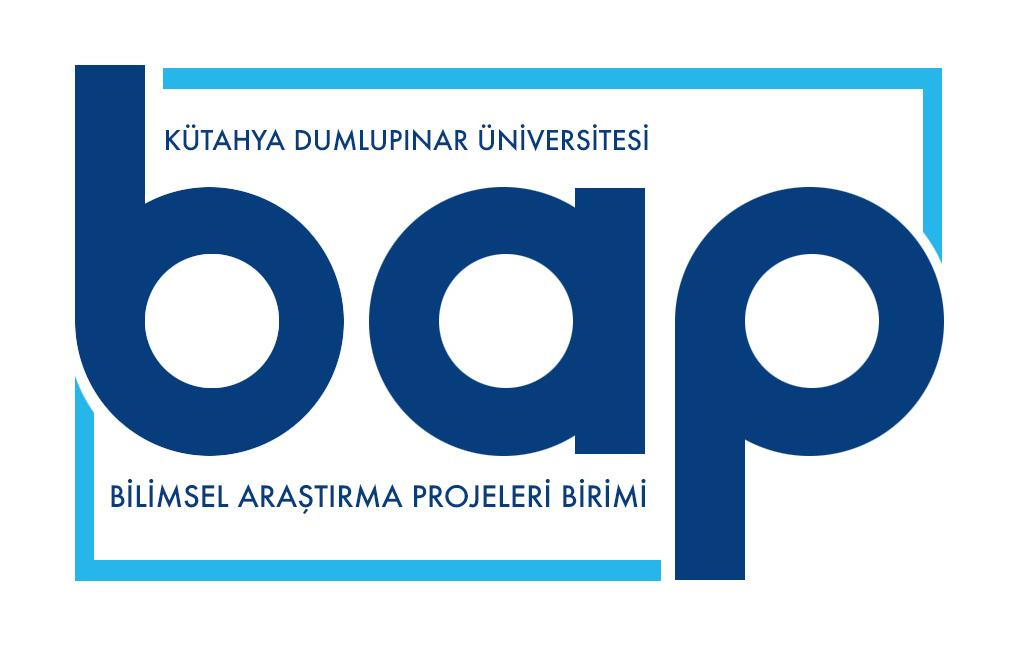 KÜTAHYA DUMLUPINAR ÜNİVERSİTESİ
bap
BİLİMSEL ARAŞTIRMA PROJELERİ BİRİMİ